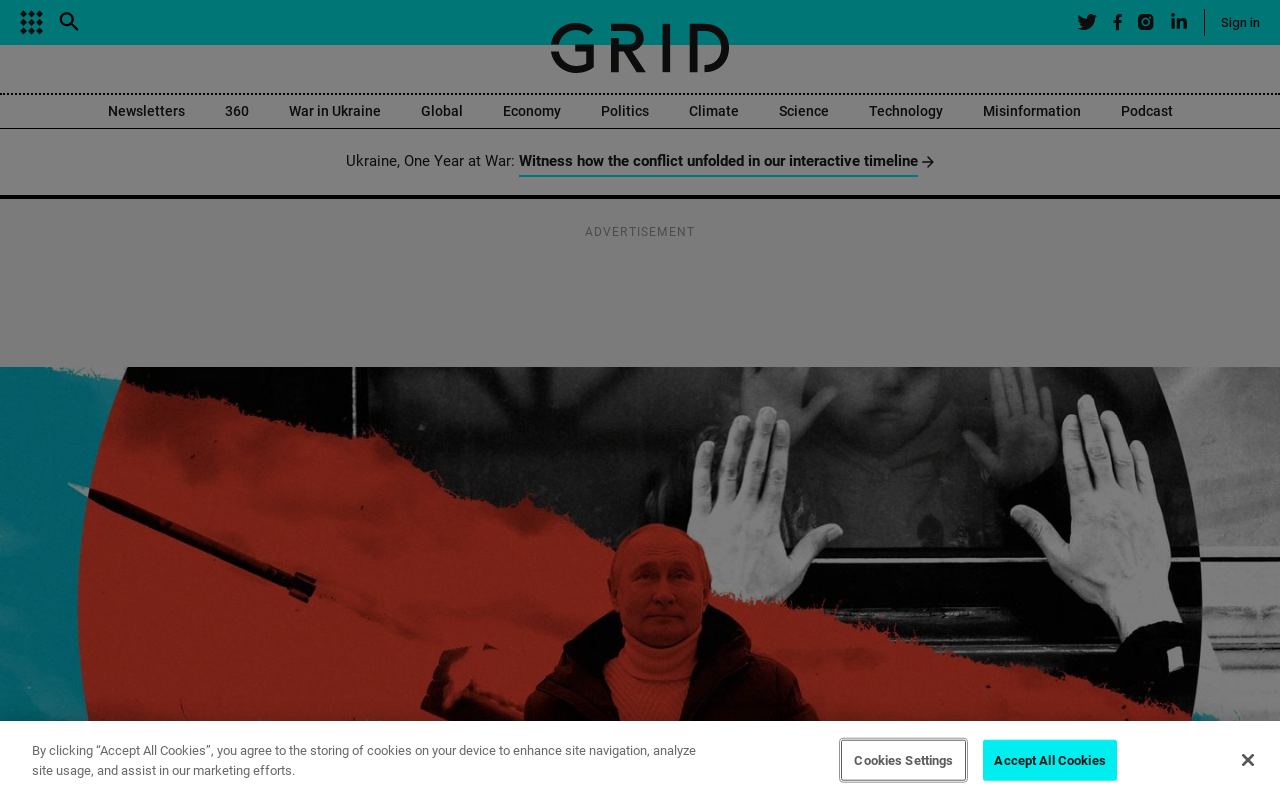 GRID
Sign in
Newsletters 360 War in Ukraine Global Economy Politics Climate Science Technology Misinformation Podcast
Ukraine, One Year at War: Witness how the conflict unfolded in our interactive timeline
ADVERTISEMENT
By clicking “Accept All Cookies”, you agree to the storing of cookies on your device to enhance site navigation, analyze
site usage, and assist in our marketing efforts.
Cookies Settings
Accept All Cookies